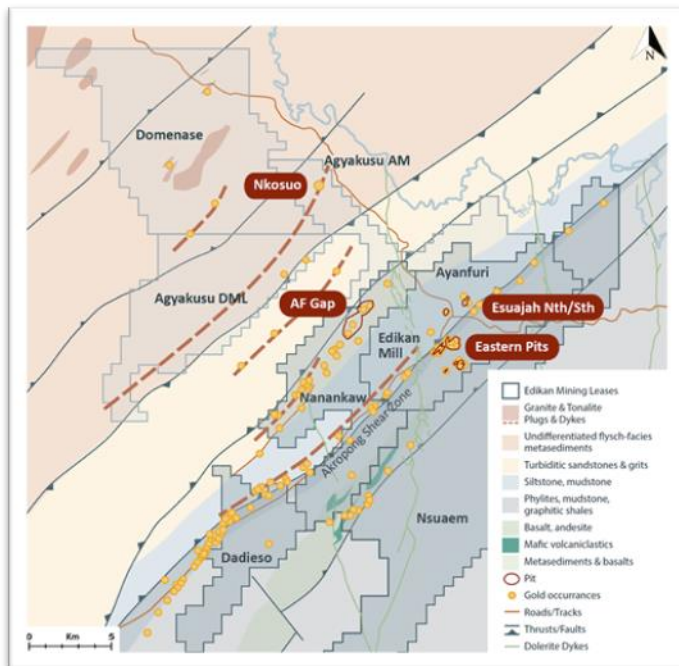 N
Domenase
Agyakusu AM
Nkosuo
Agyakusu DML
AF Gap
Ayanfuri
Esuajah Nth/Sth
Edikan
Mill
Eastern Pits
Nanankaw
Akropong Shear Zone
Nsuaem
Dadieso
Edikan Mining Leases
Granite & Tonalite
Plugs & Dykes
Undifferentiated flysch-facies
metasediments
Turbiditic sandstones & grits
Siltstone, mudstone
Phylites, mudstone,
graphitic shales
Basalt, andesite
Mafic volcaniclastics
Metasediments & basalts
Pit
Gold occurrances
Roads/Tracks
Thrusts/Faults
Dolerite Dykes
Km
0 5